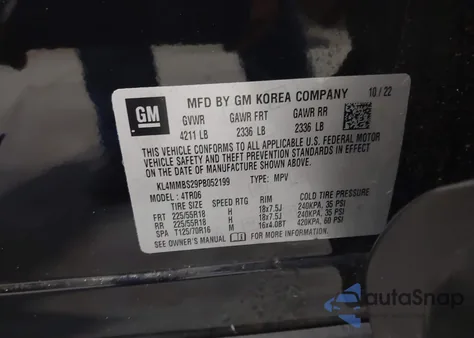 GM
MFD BY GM KOREA COMPANY 10/22
GVWR GAWR FRT GAWR RR
4211 LB 2336 LB 2336 LB
THIS VEHICLE CONFORMS TO ALL APPLICABLE U.S. FEDERAL MOTOR
VEHICLE SAFETY AND THEFT PREVENTION STANDARDS IN EFFECT ON THE
DATE OF MANUFACTURE SHOWN ABOVE.
KL4MMBS29PB052199 TYPE: MPV
MODEL: 4TR06
TIRE SIZE SPEED RTG RIM COLD TIRE PRESSURE
FRT 225/55R18 H 18x7.5J 240KPA, 35 PSI
RR 225/55R18 H 18x7.5J 240KPA, 35 PSI
SPA T125/70R16 M 16x4.0BT 420KPA, 60 PSI
SEE OWNER'S MANUAL FOR MORE INFORMATION.
autaSnap